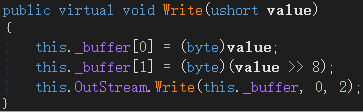 public virtual void Write(ushort value)
{
this._buffer[0] = (byte)value;
this._buffer[1] = (byte)(value >> 8);
this.OutStream.Write(this._buffer, 0, 2);
}